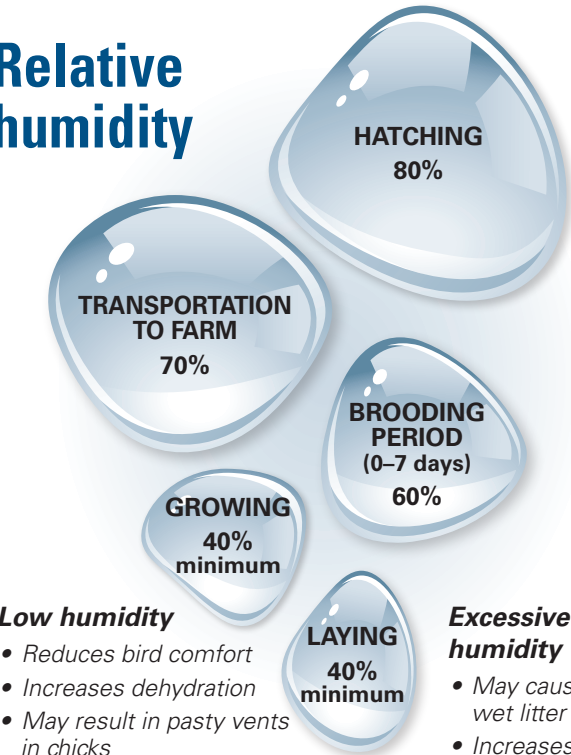 Relative
humidity
HATCHING
80%
TRANSPORTATION
TO FARM
70%
BROODING
PERIOD
(0–7 days)
60%
GROWING
40%
minimum
LAYING
40%
minimum
Low humidity
• Reduces bird comfort
• Increases dehydration
• May result in pasty vents
in chicks
Excessive
humidity
• May caus
wet litter
• Increases